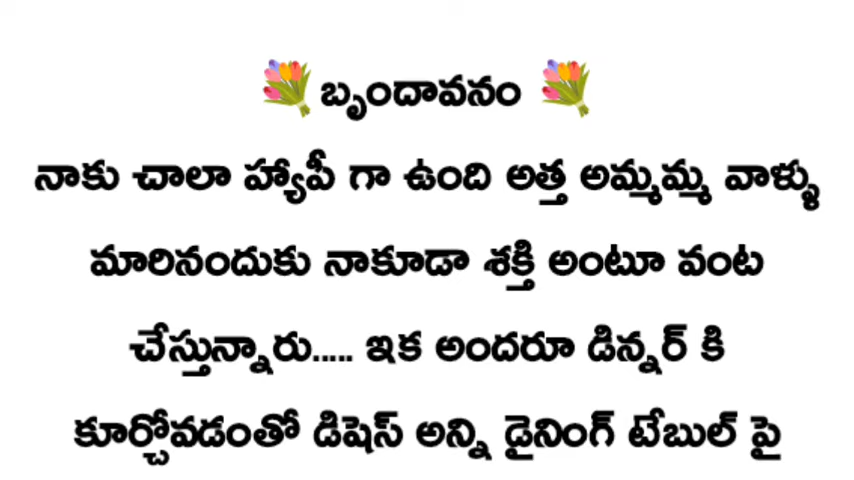 💐 బృందావనం 💐
నాకు చాలా హ్యాపీ గా ఉంది అత్త అమ్మమ్మ వాళ్ళు
మారినందుకు నాకూడా శక్తి అంటూ వంట
చేస్తున్నారు..... ఇక అందరూ డిన్నర్ కి
కూర్చోవడంతో డిషెస్ అన్ని డైనింగ్ టేబుల్ పై